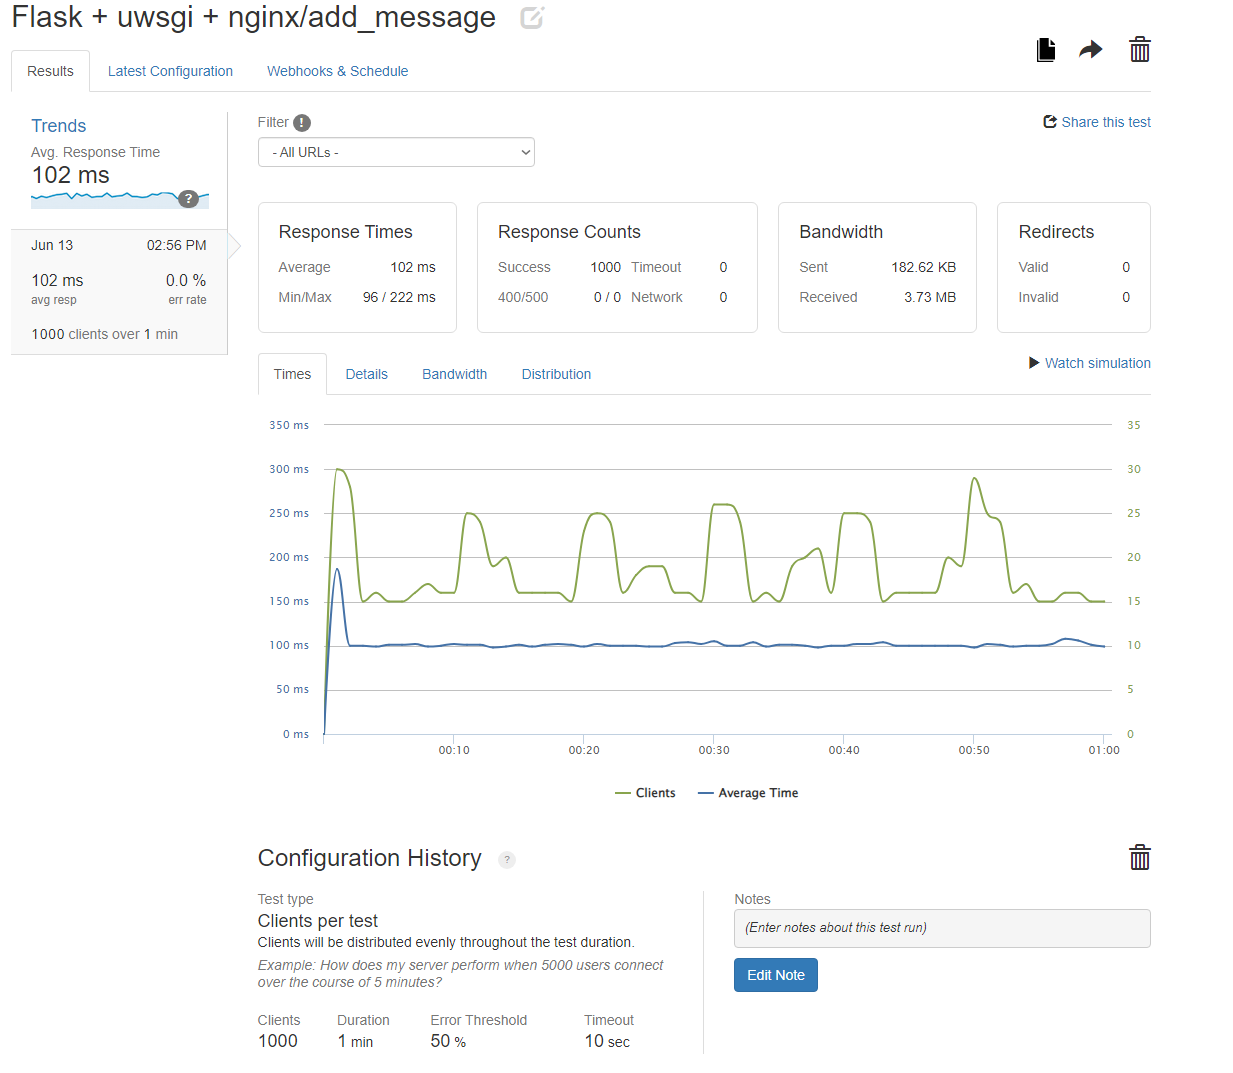 Flask + uwsgi + nginx/add_message
Results Latest Configuration Webhooks & Schedule
Trends
Avg. Response Time
102 ms
?
Jun 13 02:56 PM
102 ms 0.0 %
avg resp err rate
1000 clients over 1 min
Filter !
Share this test
- All URLs -
Response Times
Average 102 ms
Min/Max 96 / 222 ms
Response Counts
Success 1000 Timeout 0
400/500 0 / 0 Network 0
Bandwidth
Sent 182.62 KB
Received 3.73 MB
Redirects
Valid 0
Invalid 0
Times Details Bandwidth Distribution
Watch simulation
350 ms 35
300 ms 30
250 ms 25
200 ms 20
150 ms 15
100 ms 10
50 ms 5
0 ms 0
00:10 00:20 00:30 00:40 00:50 01:00
Clients Average Time
Configuration History ?
Test type
Clients per test
Clients will be distributed evenly throughout the test duration.
Example: How does my server perform when 5000 users connect
over the course of 5 minutes?
Clients Duration Error Threshold Timeout
1000 1 min 50 % 10 sec
Notes
(Enter notes about this test run)
Edit Note